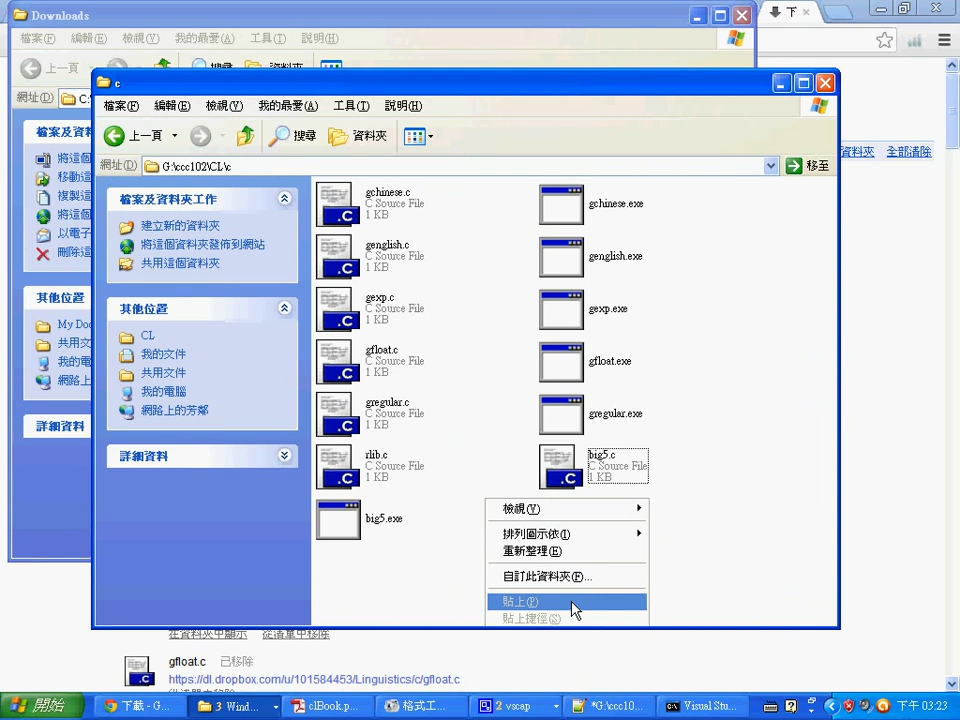 Downloads
下 ×
檔案(F) 編輯(E) 檢視(V) 我的最愛(A) 工具(T) 說明(H)
上一頁
網址(D) C:
c
檔案(F) 編輯(E) 檢視(V) 我的最愛(A) 工具(T) 說明(H)
上一頁 搜尋 資料夾
網址(D) G:\ccc102\CL\c 移至
資料夾 全部清除
檔案及資料夾工作
建立新的資料夾
將這個資料夾發佈到網站
共用這個資料夾
其他位置
CL
我的文件
共用文件
我的電腦
網路上的芳鄰
詳細資料
檔案及資料
將這個
移動這
複製這
將這個
以電子
刪除這
其他位置
My Doc
共用文
我的電
網路上
詳細資料
gchinese.c
C Source File
1 KB
gchinese.exe
genglish.c
C Source File
1 KB
genglish.exe
gexp.c
C Source File
1 KB
gexp.exe
gfloat.c
C Source File
1 KB
gfloat.exe
gregular.c
C Source File
1 KB
gregular.exe
rlib.c
C Source File
1 KB
big5.c
C Source File
1 KB
big5.exe
檢視(V)
排列圖示依(I)
重新整理(E)
自訂此資料夾(F)...
貼上(P)
貼上捷徑(S)
在資料夾中顯示 從清單中移除
gfloat.c 已移除
https://dl.dropbox.com/u/101584453/Linguistics/c/gfloat.c
開始 下載 - G... 3 Wind... clBook.p... 格式工... 2 vscap *G:\ccc10... Visual Stu... 下午 03:23